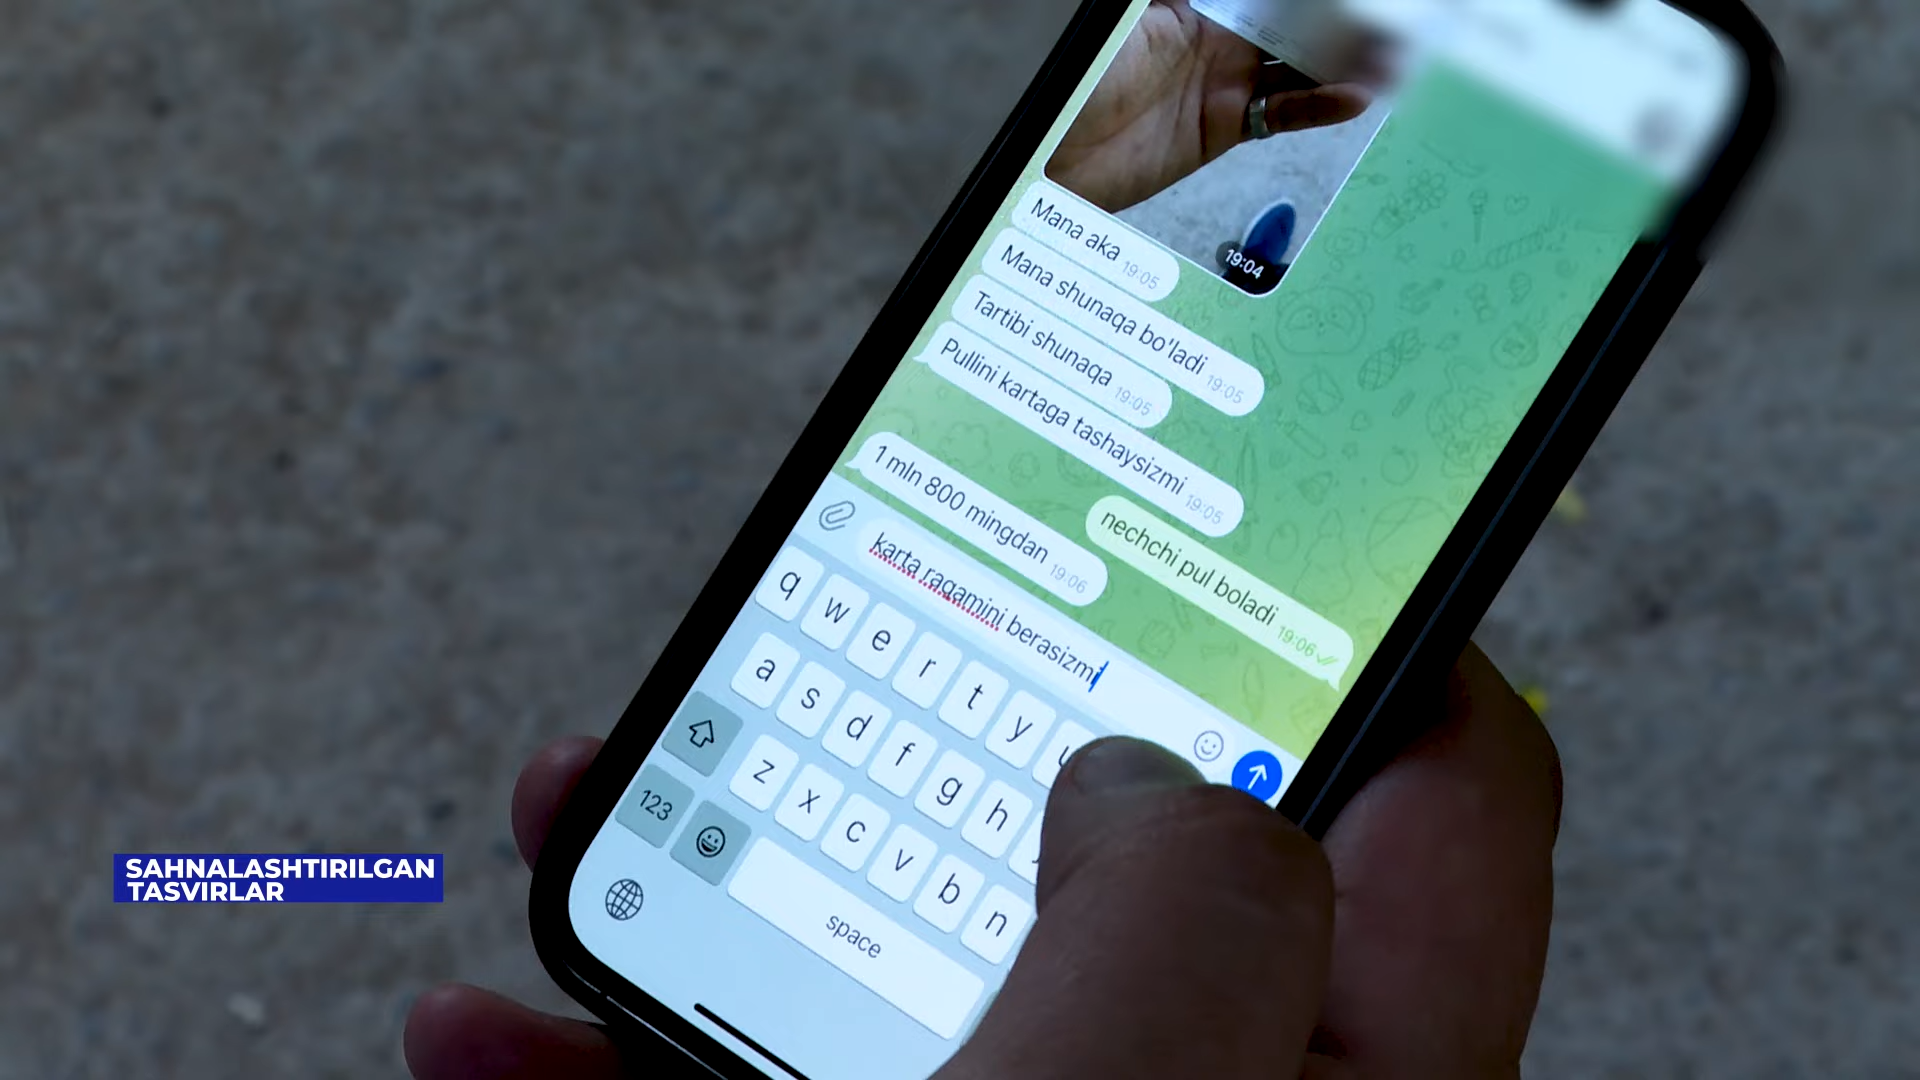 19:04
Mana aka 19:05
Mana shunaqa bo'ladi 19:05
Tartibi shunaqa 19:05
Pullini kartaga tashaysizmi 19:05
nechchi pul boladi 19:06
1 mln 800 mingdan 19:06
karta raqamini berasizmi
q w e r t y u
a s d f g h
z x c v b n
123
space
SAHNALASHTIRILGAN
TASVIRLAR